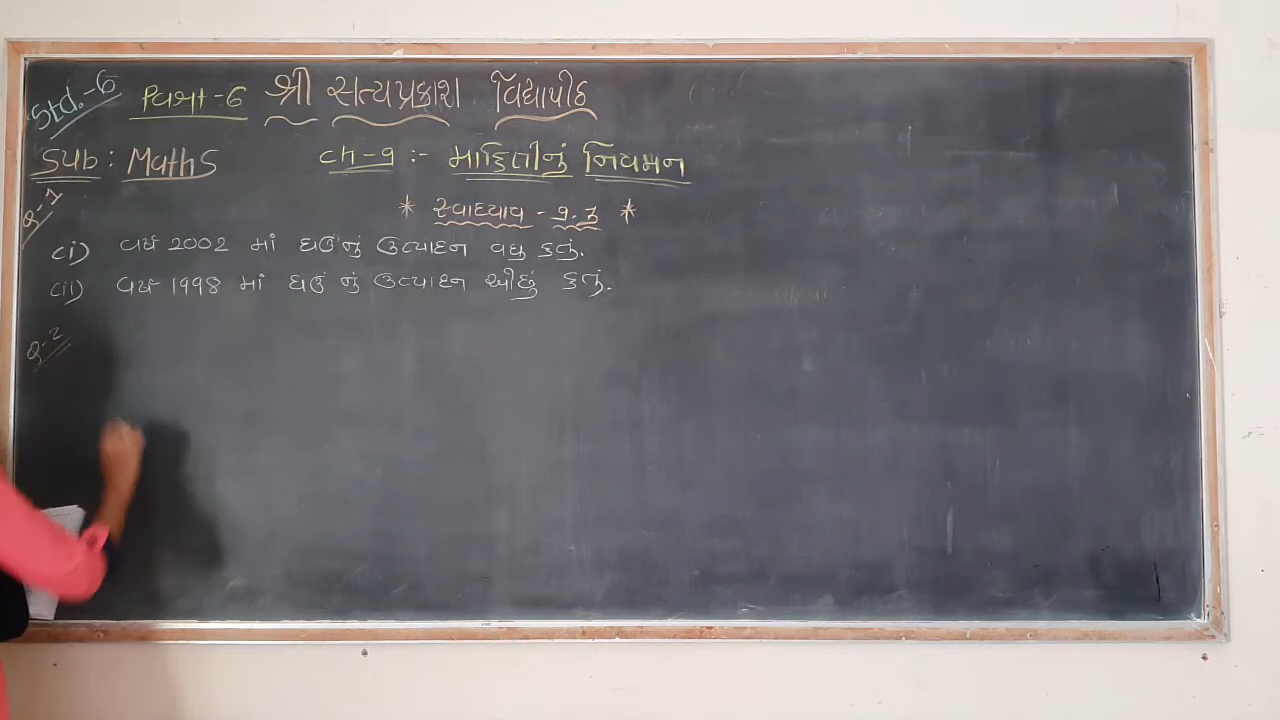 Std.-6 વિભાગ-6 શ્રી સત્યપ્રકાશ વિદ્યાપીઠ
Sub : Maths ch-9 :- માહિતીનું નિયમન
* સ્વાધ્યાય - 9.3 *
Q-1
(i) વર્ષ 2002 માં ઘઉંનું ઉત્પાદન વધુ હતું.
(ii) વર્ષ 1998 માં ઘઉં નું ઉત્પાદન ઓછું હતું.
Q-2